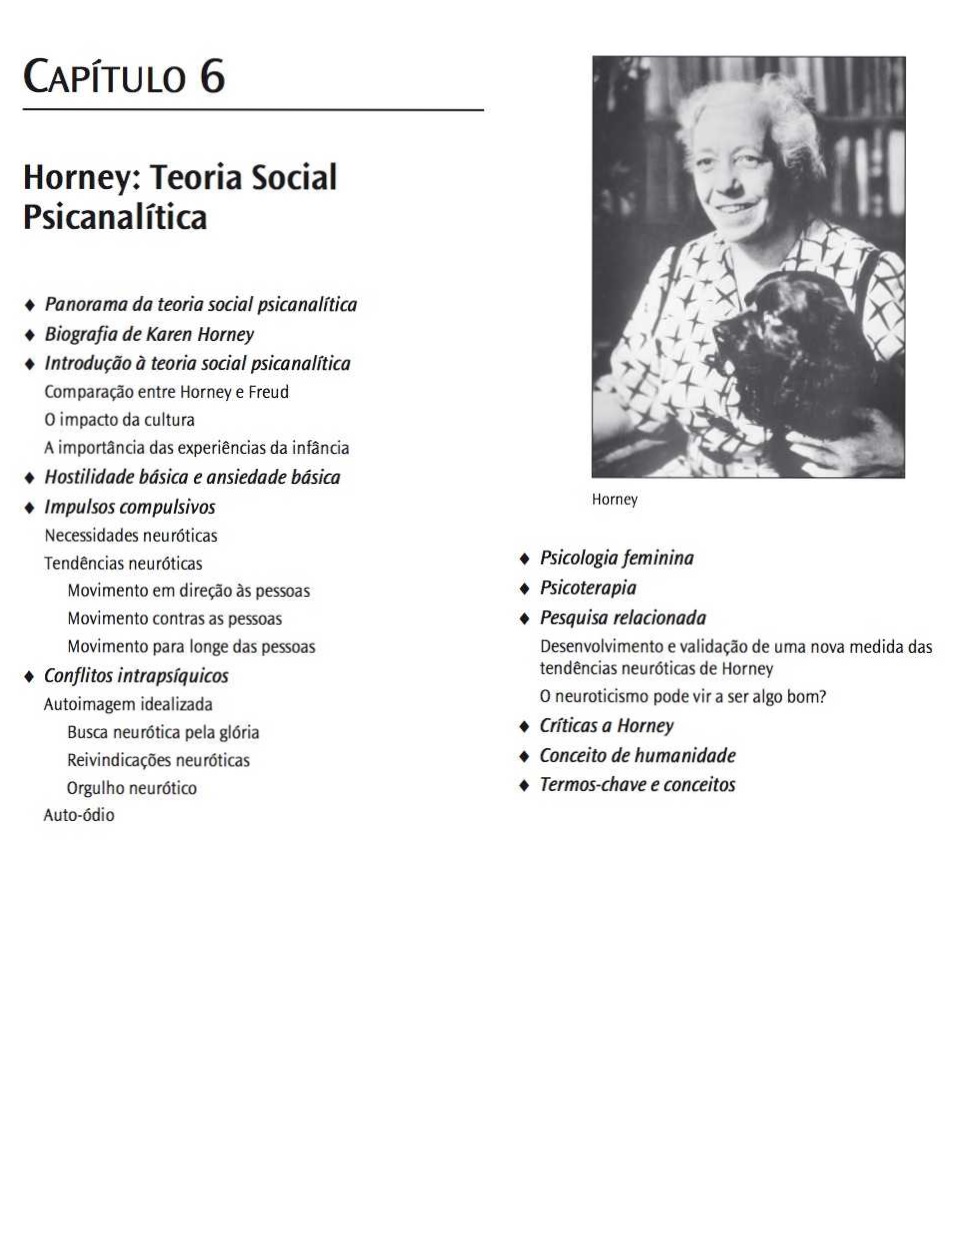 CAPÍTULO 6
Horney: Teoria Social
Psicanalítica
♦ Panorama da teoria social psicanalítica
♦ Biografia de Karen Horney
♦ Introdução à teoria social psicanalítica
Comparação entre Horney e Freud
O impacto da cultura
A importância das experiências da infância
♦ Hostilidade básica e ansiedade básica
♦ Impulsos compulsivos
Necessidades neuróticas
Tendências neuróticas
Movimento em direção às pessoas
Movimento contras as pessoas
Movimento para longe das pessoas
♦ Conflitos intrapsíquicos
Autoimagem idealizada
Busca neurótica pela glória
Reivindicações neuróticas
Orgulho neurótico
Auto-ódio
Horney
♦ Psicologia feminina
♦ Psicoterapia
♦ Pesquisa relacionada
Desenvolvimento e validação de uma nova medida das
tendências neuróticas de Horney
O neuroticismo pode vir a ser algo bom?
♦ Críticas a Horney
♦ Conceito de humanidade
♦ Termos-chave e conceitos